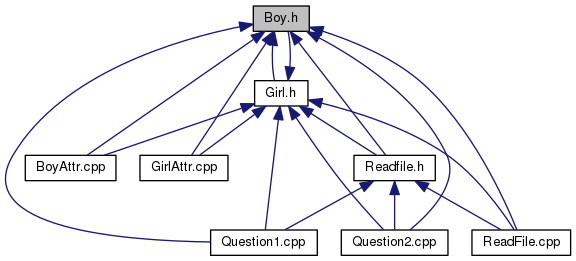 Boy.h
Girl.h
BoyAttr.cpp
GirlAttr.cpp
Readfile.h
Question1.cpp
Question2.cpp
ReadFile.cpp